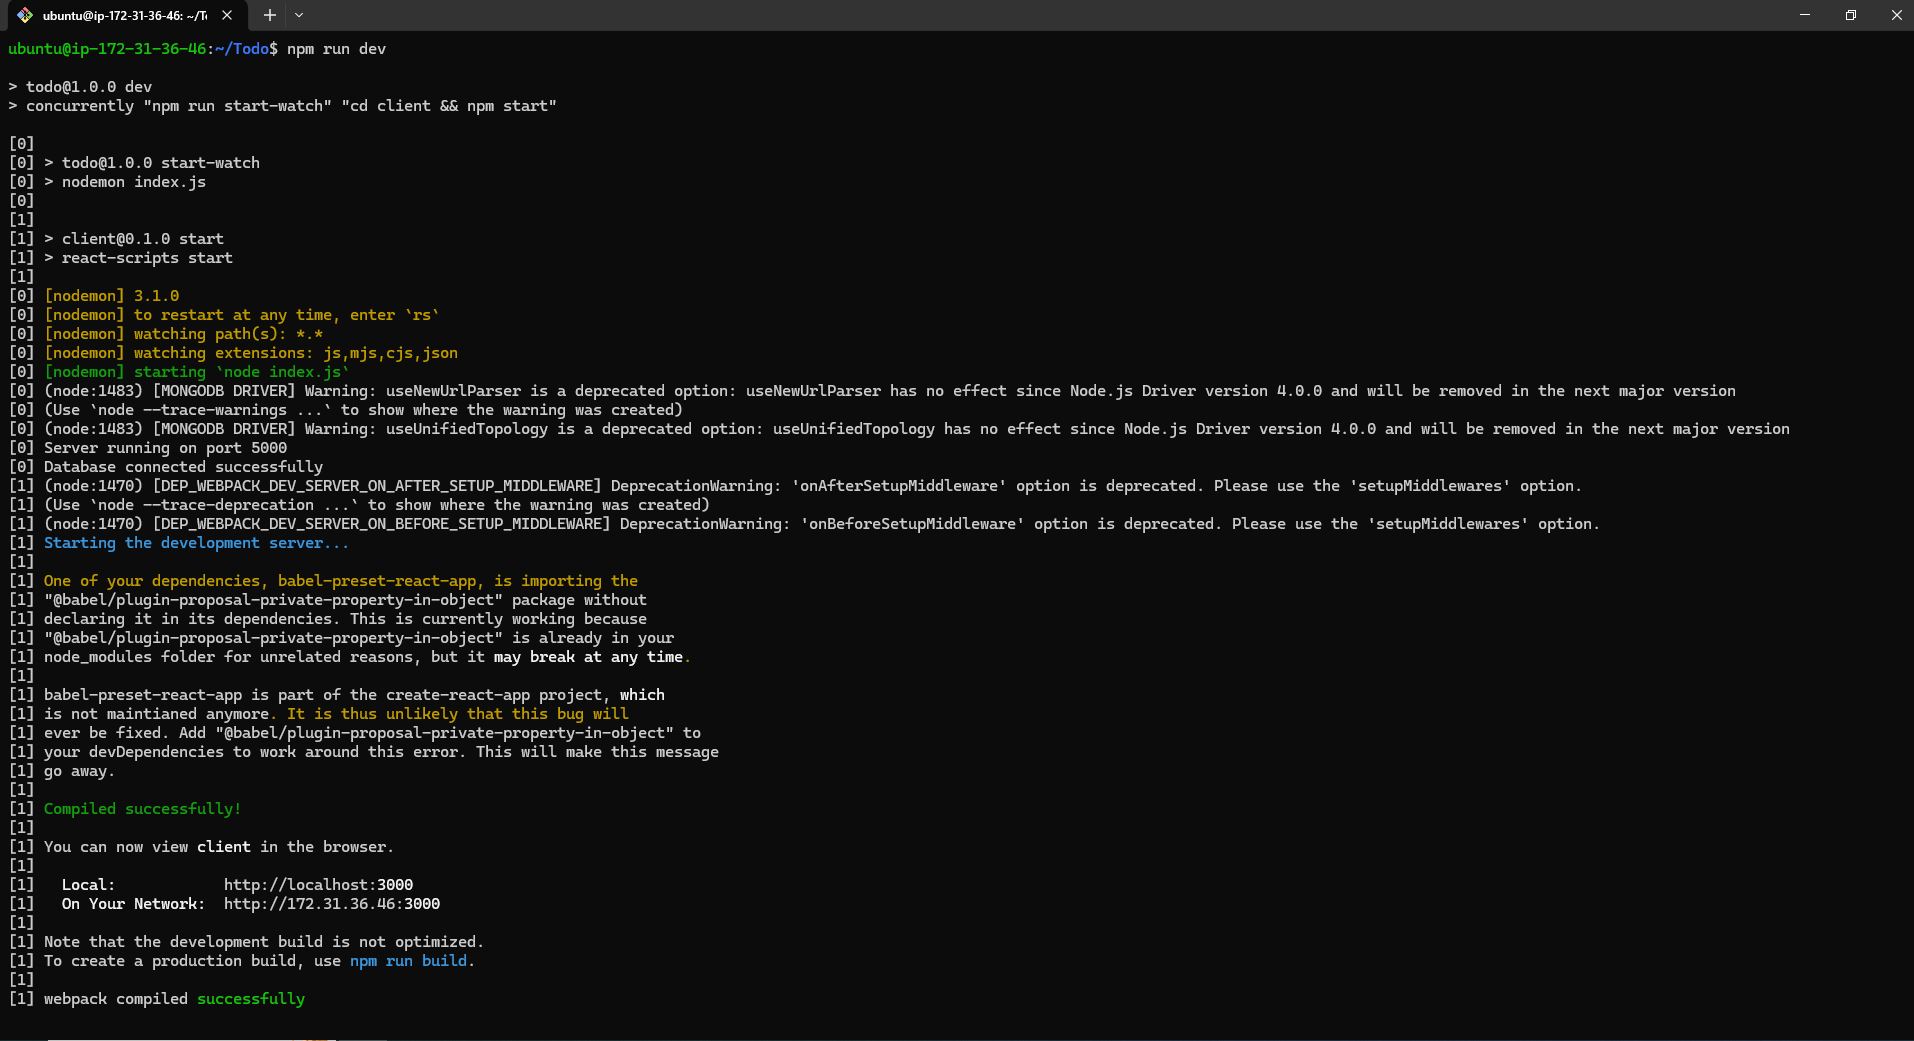 ubuntu@ip-172-31-36-46: ~/T
ubuntu@ip-172-31-36-46:~/Todo$ npm run dev
> todo@1.0.0 dev
> concurrently "npm run start-watch" "cd client && npm start"
[0]
[0] > todo@1.0.0 start-watch
[0] > nodemon index.js
[0]
[1]
[1] > client@0.1.0 start
[1] > react-scripts start
[1]
[0] [nodemon] 3.1.0
[0] [nodemon] to restart at any time, enter `rs`
[0] [nodemon] watching path(s): *.*
[0] [nodemon] watching extensions: js,mjs,cjs,json
[0] [nodemon] starting `node index.js`
[0] (node:1483) [MONGODB DRIVER] Warning: useNewUrlParser is a deprecated option: useNewUrlParser has no effect since Node.js Driver version 4.0.0 and will be removed in the next major version
[0] (Use `node --trace-warnings ...` to show where the warning was created)
[0] (node:1483) [MONGODB DRIVER] Warning: useUnifiedTopology is a deprecated option: useUnifiedTopology has no effect since Node.js Driver version 4.0.0 and will be removed in the next major version
[0] Server running on port 5000
[0] Database connected successfully
[1] (node:1470) [DEP_WEBPACK_DEV_SERVER_ON_AFTER_SETUP_MIDDLEWARE] DeprecationWarning: 'onAfterSetupMiddleware' option is deprecated. Please use the 'setupMiddlewares' option.
[1] (Use `node --trace-deprecation ...` to show where the warning was created)
[1] (node:1470) [DEP_WEBPACK_DEV_SERVER_ON_BEFORE_SETUP_MIDDLEWARE] DeprecationWarning: 'onBeforeSetupMiddleware' option is deprecated. Please use the 'setupMiddlewares' option.
[1] Starting the development server...
[1]
[1] One of your dependencies, babel-preset-react-app, is importing the
[1] "@babel/plugin-proposal-private-property-in-object" package without
[1] declaring it in its dependencies. This is currently working because
[1] "@babel/plugin-proposal-private-property-in-object" is already in your
[1] node_modules folder for unrelated reasons, but it may break at any time.
[1]
[1] babel-preset-react-app is part of the create-react-app project, which
[1] is not maintianed anymore. It is thus unlikely that this bug will
[1] ever be fixed. Add "@babel/plugin-proposal-private-property-in-object" to
[1] your devDependencies to work around this error. This will make this message
[1] go away.
[1]
[1] Compiled successfully!
[1]
[1] You can now view client in the browser.
[1]
[1]   Local:            http://localhost:3000
[1]   On Your Network:  http://172.31.36.46:3000
[1]
[1] Note that the development build is not optimized.
[1] To create a production build, use npm run build.
[1]
[1] webpack compiled successfully